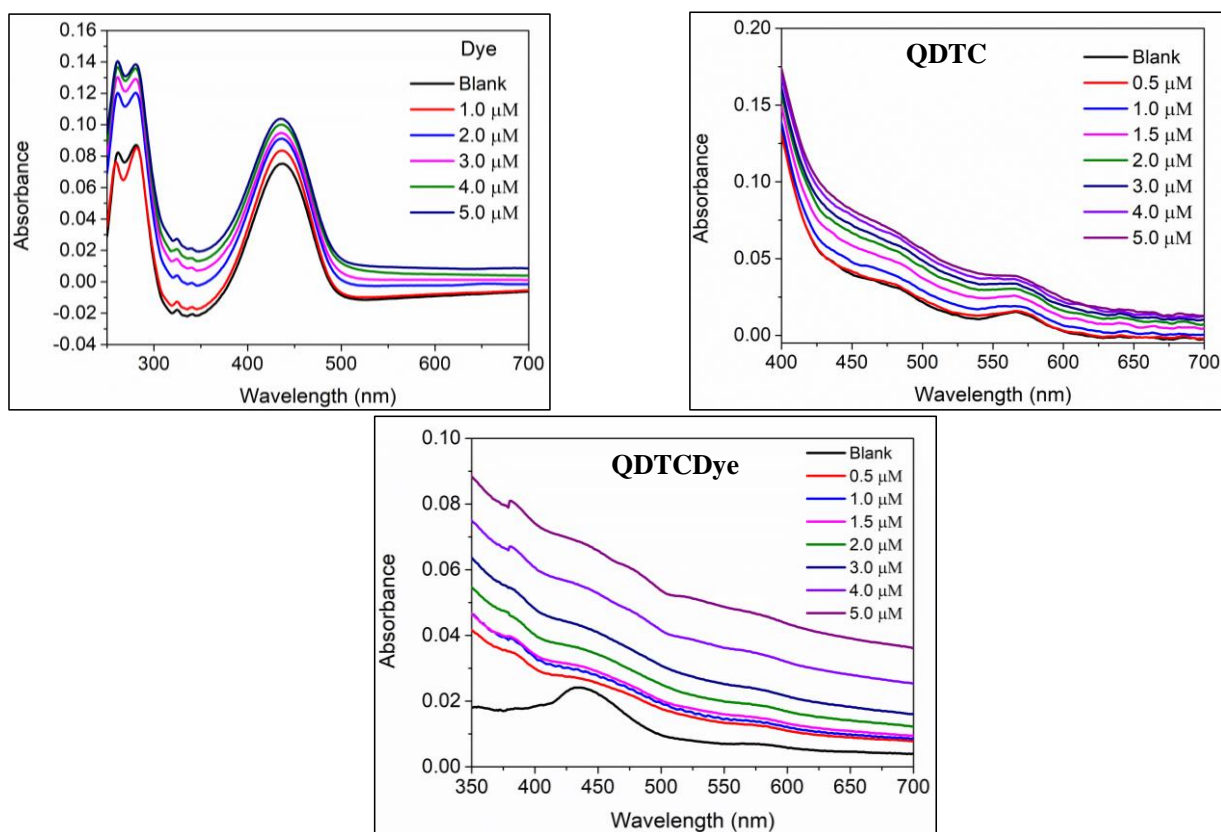 Dye
Blank
1.0 μM
2.0 μM
3.0 μM
4.0 μM
5.0 μM
0.16
0.14
0.12
0.10
0.08
0.06
0.04
0.02
0.00
-0.02
-0.04
Absorbance
300
400
500
600
700
Wavelength (nm)
QDTC
Blank
0.5 μM
1.0 μM
1.5 μM
2.0 μM
3.0 μM
4.0 μM
5.0 μM
0.20
0.15
0.10
0.05
0.00
Absorbance
400
450
500
550
600
650
700
Wavelength (nm)
QDTCDye
Blank
0.5 μM
1.0 μM
1.5 μM
2.0 μM
3.0 μM
4.0 μM
5.0 μM
0.10
0.08
0.06
0.04
0.02
0.00
Absorbance
350
400
450
500
550
600
650
700
Wavelength (nm)